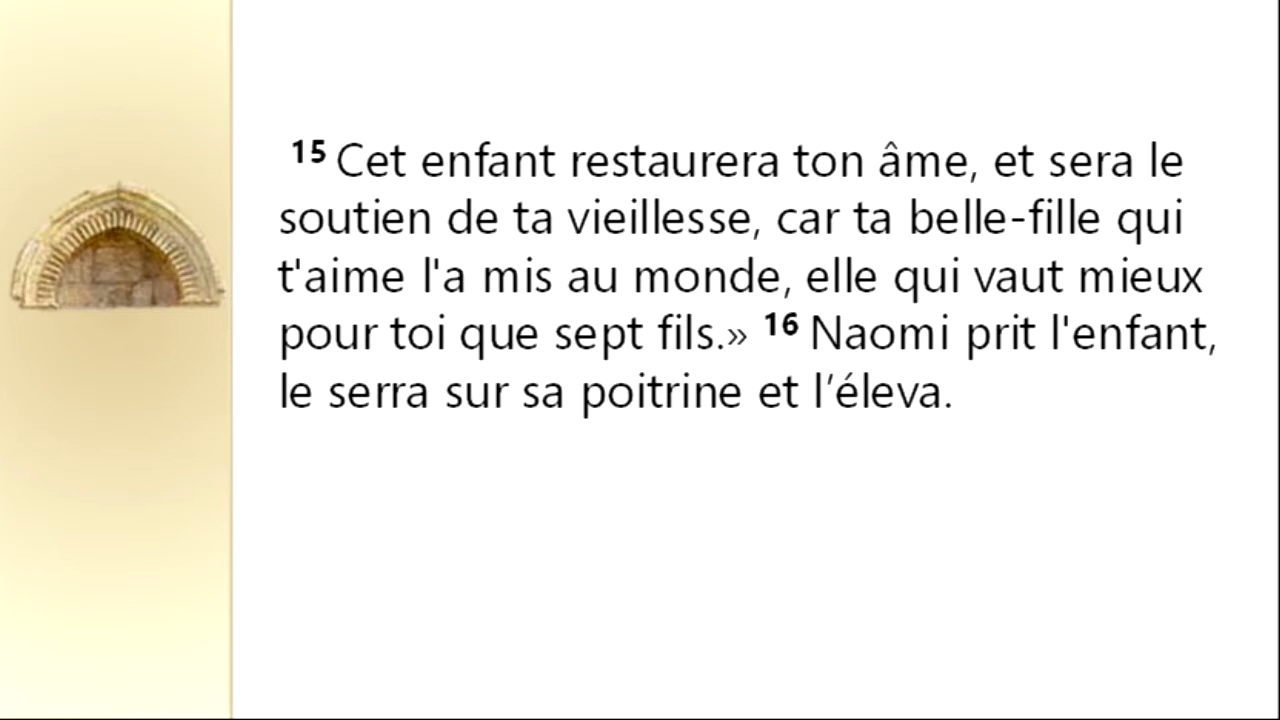 15 Cet enfant restaurera ton âme, et sera le
soutien de ta vieillesse, car ta belle-fille qui
t'aime l'a mis au monde, elle qui vaut mieux
pour toi que sept fils.» 16 Naomi prit l'enfant,
le serra sur sa poitrine et l’éleva.